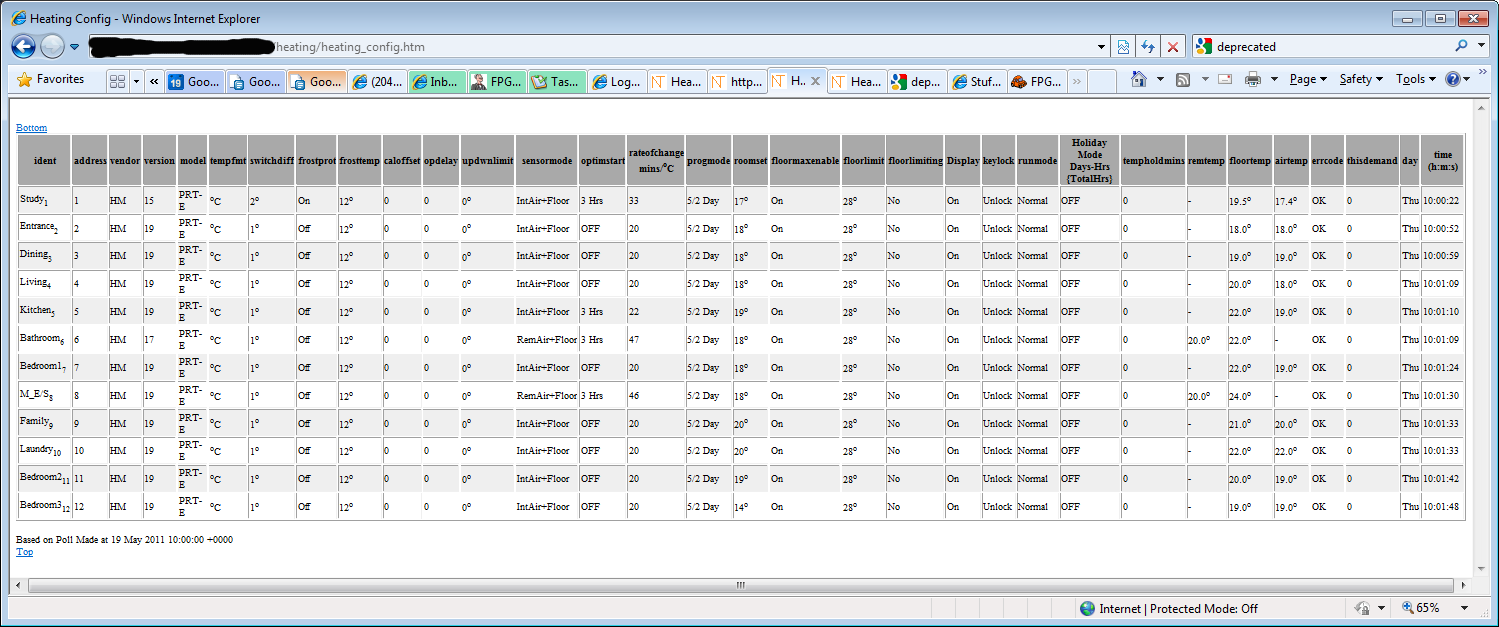 Heating Config - Windows Internet Explorer
/heating/heating_config.htm
deprecated
Favorites
«
19 Goo...
Goo...
Goo...
(204...
Inb...
FPG...
Tas...
Log...
NT Hea...
NT http...
NT H..
NT Hea...
dep...
Stuf...
FPG...
»
Page
Safety
Tools
»
Bottom
ident address vendor version model tempfmt switchdiff frostprot frosttemp caloffset opdelay updwnlimit sensormode optimstart rateofchange mins/°C progmode roomset floormaxenable floorlimit floorlimiting Display keylock runmode Holiday Mode Days-Hrs {TotalHrs} tempholdmins remtemp floortemp airtemp errcode thisdemand day time (h:m:s)
Study1 1 HM 15 PRT-E °C 2° On 12° 0 0 0° IntAir+Floor 3 Hrs 33 5/2 Day 17° On 28° No On Unlock Normal OFF 0 - 19.5° 17.4° OK 0 Thu 10:00:22
Entrance2 2 HM 19 PRT-E °C 1° Off 12° 0 0 0° IntAir+Floor OFF 20 5/2 Day 18° On 28° No On Unlock Normal OFF 0 - 18.0° 18.0° OK 0 Thu 10:00:52
Dining3 3 HM 19 PRT-E °C 1° Off 12° 0 0 0° IntAir+Floor OFF 20 5/2 Day 18° On 28° No On Unlock Normal OFF 0 - 19.0° 19.0° OK 0 Thu 10:00:59
Living4 4 HM 19 PRT-E °C 1° Off 12° 0 0 0° IntAir+Floor OFF 20 5/2 Day 18° On 28° No On Unlock Normal OFF 0 - 20.0° 18.0° OK 0 Thu 10:01:09
Kitchen5 5 HM 19 PRT-E °C 1° Off 12° 0 0 0° IntAir+Floor 3 Hrs 22 5/2 Day 19° On 28° No On Unlock Normal OFF 0 - 22.0° 19.0° OK 0 Thu 10:01:10
Bathroom6 6 HM 17 PRT-E °C 1° Off 12° 0 0 0° RemAir+Floor 3 Hrs 47 5/2 Day 18° On 28° No On Unlock Normal OFF 0 20.0° 22.0° - OK 0 Thu 10:01:09
Bedroom17 7 HM 19 PRT-E °C 1° Off 12° 0 0 0° IntAir+Floor OFF 20 5/2 Day 18° On 28° No On Unlock Normal OFF 0 - 22.0° 19.0° OK 0 Thu 10:01:24
M_E/S8 8 HM 19 PRT-E °C 1° Off 12° 0 0 0° RemAir+Floor 3 Hrs 46 5/2 Day 18° On 28° No On Unlock Normal OFF 0 20.0° 24.0° - OK 0 Thu 10:01:30
Family9 9 HM 19 PRT-E °C 1° Off 12° 0 0 0° IntAir+Floor OFF 20 5/2 Day 20° On 28° No On Unlock Normal OFF 0 - 21.0° 20.0° OK 0 Thu 10:01:33
Laundry10 10 HM 19 PRT-E °C 1° Off 12° 0 0 0° IntAir+Floor OFF 20 5/2 Day 20° On 28° No On Unlock Normal OFF 0 - 22.0° 22.0° OK 0 Thu 10:01:33
Bedroom211 11 HM 19 PRT-E °C 1° Off 12° 0 0 0° IntAir+Floor OFF 20 5/2 Day 19° On 28° No On Unlock Normal OFF 0 - 20.0° 19.0° OK 0 Thu 10:01:42
Bedroom312 12 HM 19 PRT-E °C 1° Off 12° 0 0 0° IntAir+Floor OFF 20 5/2 Day 14° On 28° No On Unlock Normal OFF 0 - 19.0° 19.0° OK 0 Thu 10:01:48
Based on Poll Made at 19 May 2011 10:00:00 +0000
Top
Internet | Protected Mode: Off
65%